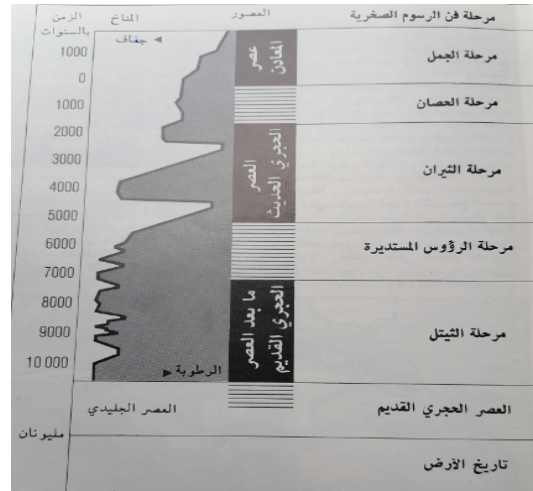 مرحلة فن الرسوم الصخرية
العصور
المناخ
الزمن بالسنوات
جفاف
1000
0
1000
2000
3000
4000
5000
6000
7000
8000
9000
10 000
عصر المعادن
العصر الحجري الحديث
ما بعد العصر الحجري القديم
مرحلة الجمل
مرحلة الحصان
مرحلة الثيران
مرحلة الرؤوس المستديرة
مرحلة الثيتل
الرطوبة
العصر الحجري القديم
العصر الجليدي
مليونان
تاريخ الأرض